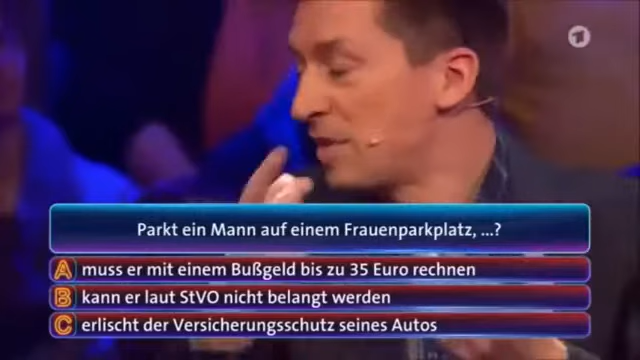 Parkt ein Mann auf einem Frauenparkplatz, ...?
A muss er mit einem Bußgeld bis zu 35 Euro rechnen
B kann er laut StVO nicht belangt werden
C erlischt der Versicherungsschutz seines Autos